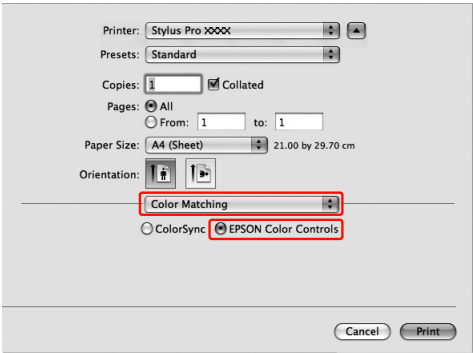 Printer: Stylus Pro XXXX
Presets: Standard
Copies: 1 Collated
Pages: All
From: 1 to: 1
Paper Size: A4 (Sheet) 21.00 by 29.70 cm
Orientation:
Color Matching
ColorSync EPSON Color Controls
Cancel Print